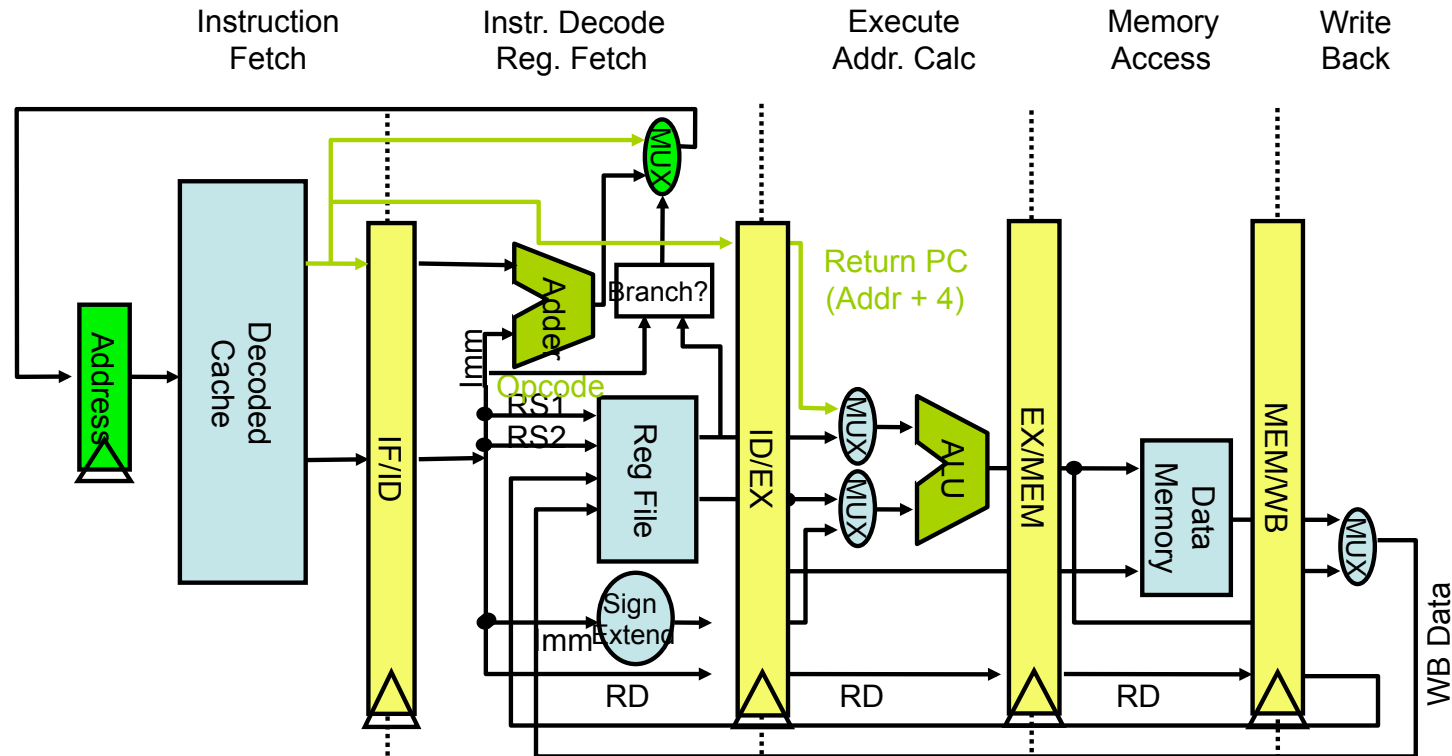 Instruction
Fetch
Instr. Decode
Reg. Fetch
Execute
Addr. Calc
Memory
Access
Write
Back
MUX
Address
Decoded
Cache
IF/ID
Adder
Branch?
Imm
Opcode
RS1
RS2
Reg File
Sign
Extend
Imm
RD
ID/EX
Return PC
(Addr + 4)
MUX
MUX
ALU
RD
EX/MEM
Data
Memory
RD
MEM/WB
MUX
WB Data